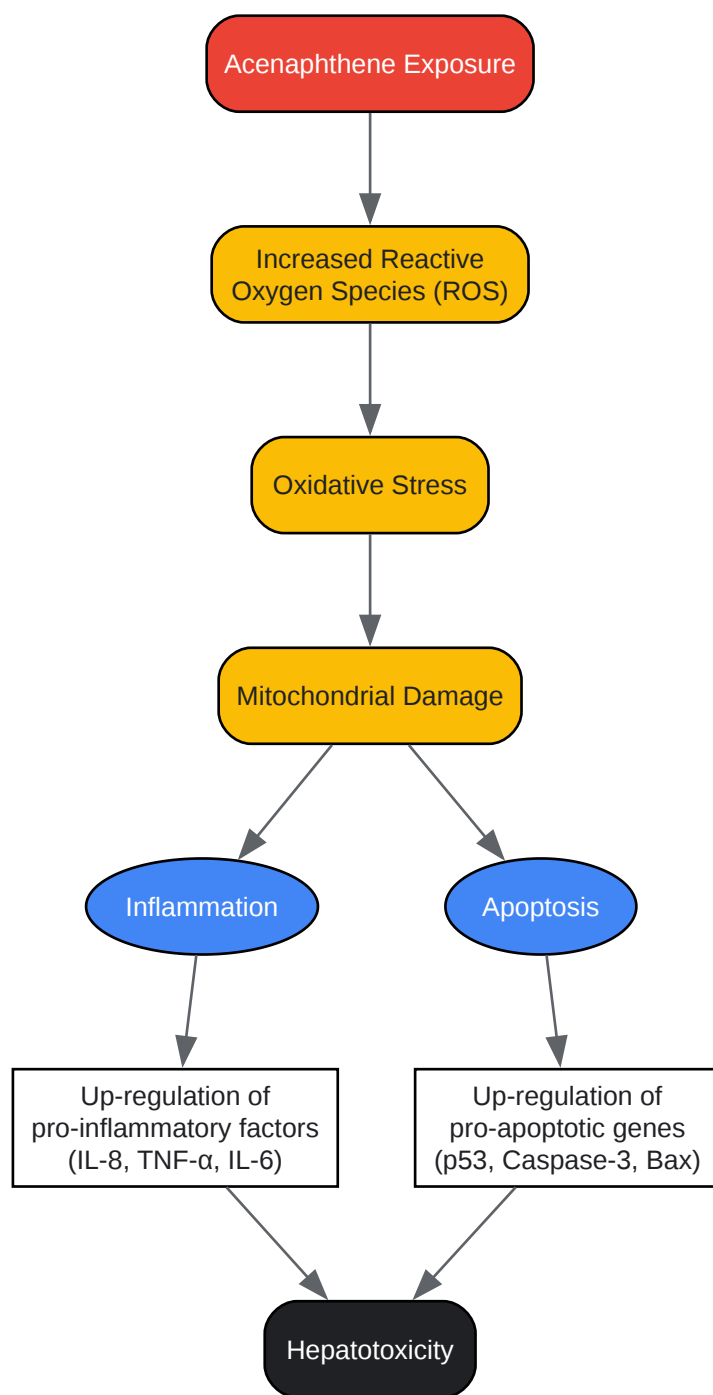 Acenaphthene Exposure
Increased Reactive
Oxygen Species (ROS)
Oxidative Stress
Mitochondrial Damage
Inflammation
Apoptosis
Up-regulation of
pro-inflammatory factors
(IL-8, TNF-α, IL-6)
Up-regulation of
pro-apoptotic genes
(p53, Caspase-3, Bax)
Hepatotoxicity